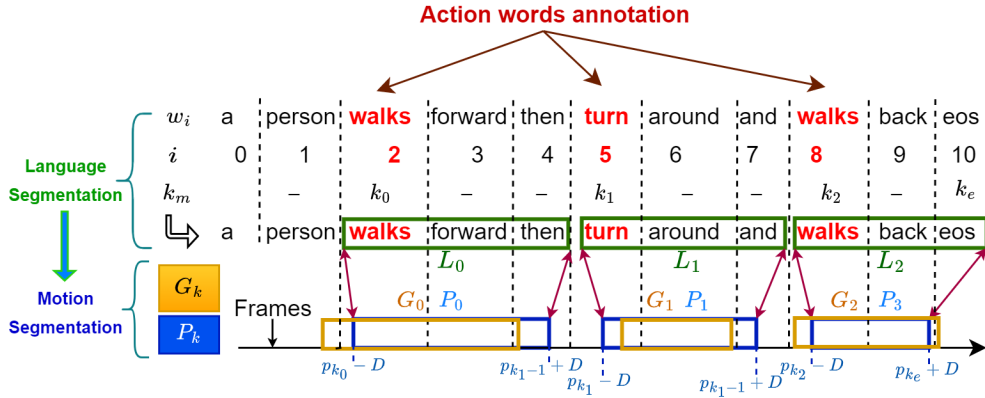 Action words annotation
w_i a person walks forward then turn around and walks back eos
i 0 1 2 3 4 5 6 7 8 9 10
k_m – k_0 – – k_1 – – k_2 – k_e
a person walks forward then turn around and walks back eos
Language
Segmentation
L_0 L_1 L_2
G_k
Motion
Segmentation
P_k
G_0 P_0 G_1 P_1 G_2 P_3
Frames
p_{k_0} – D p_{k_1–1} + D p_{k_1} – D p_{k_1–1} + D p_{k_2} – D p_{k_e} + D